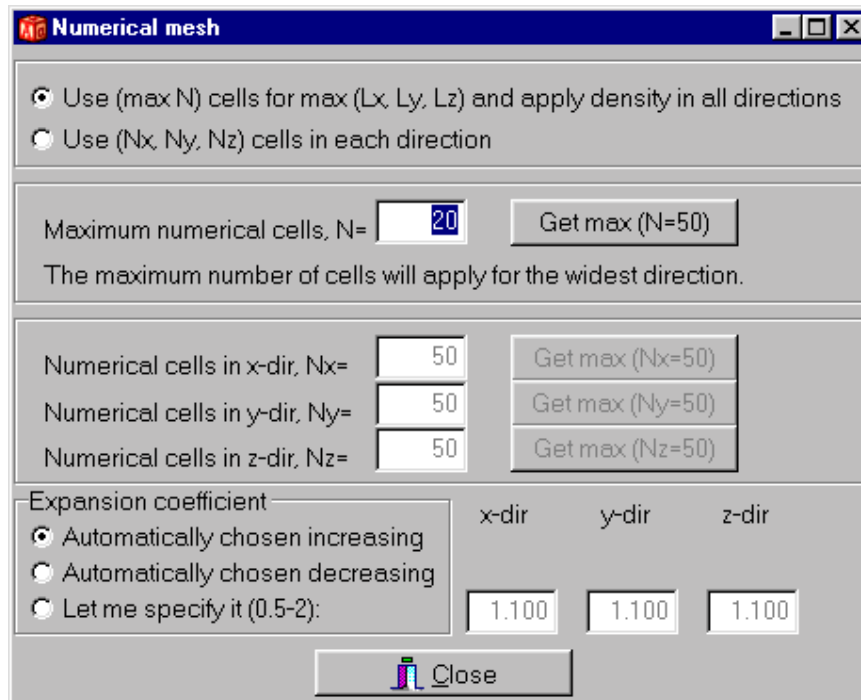 Numerical mesh
Use (max N) cells for max (Lx, Ly, Lz) and apply density in all directions
Use (Nx, Ny, Nz) cells in each direction
Maximum numerical cells, N= 20 Get max (N=50)
The maximum number of cells will apply for the widest direction.
Numerical cells in x-dir, Nx= 50 Get max (Nx=50)
Numerical cells in y-dir, Ny= 50 Get max (Ny=50)
Numerical cells in z-dir, Nz= 50 Get max (Nz=50)
Expansion coefficient x-dir y-dir z-dir
Automatically chosen increasing
Automatically chosen decreasing
Let me specify it (0.5-2): 1.100 1.100 1.100
Close